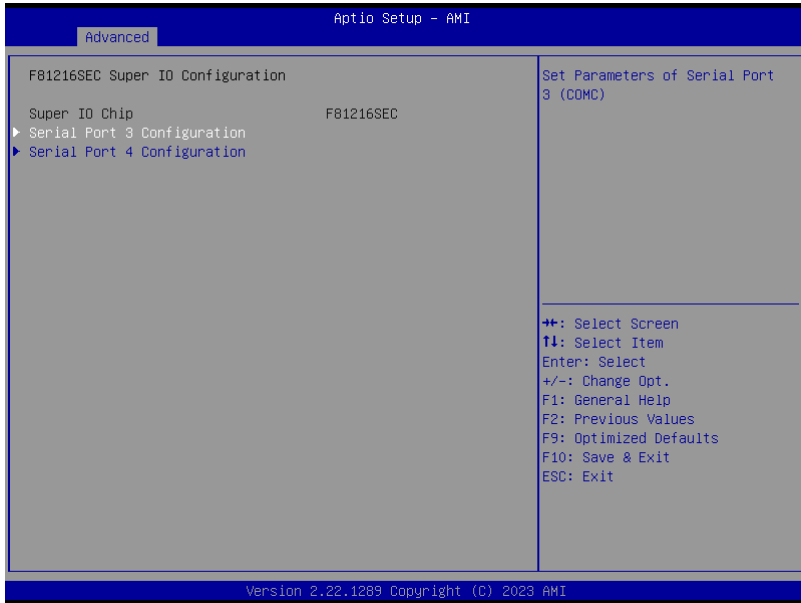 Aptio Setup - AMI
Advanced
F81216SEC Super IO Configuration
Super IO Chip F81216SEC
Serial Port 3 Configuration
Serial Port 4 Configuration
Set Parameters of Serial Port
3 (COMC)
→←: Select Screen
↑↓: Select Item
Enter: Select
+/-: Change Opt.
F1: General Help
F2: Previous Values
F9: Optimized Defaults
F10: Save & Exit
ESC: Exit
Version 2.22.1289 Copyright (C) 2023 AMI